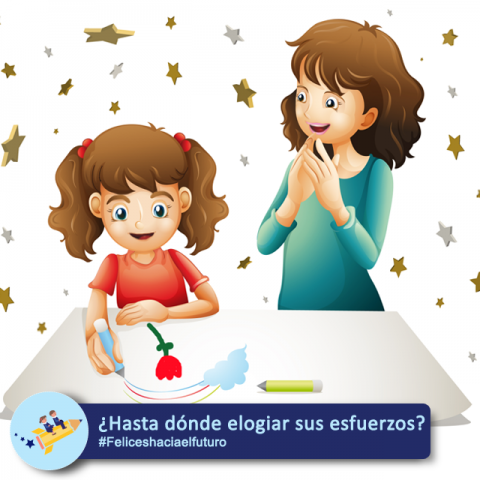 ¿Hasta dónde elogiar sus esfuerzos?
#Feliceshaciaelfuturo